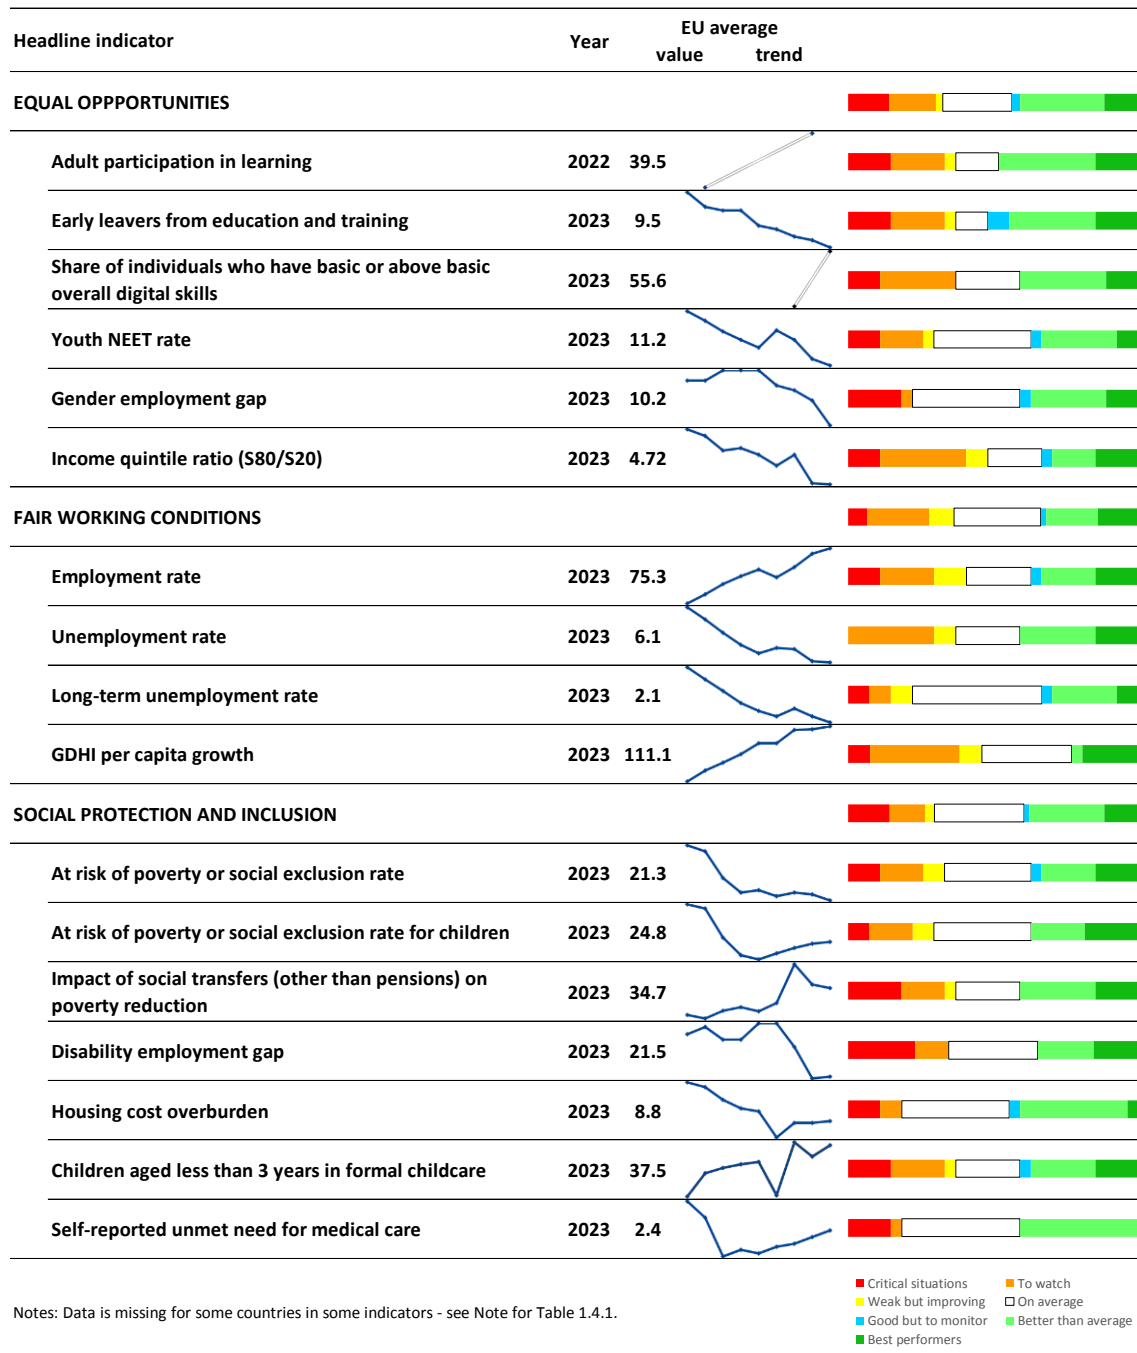 Headline indicator Year EU average
value trend
EQUAL OPPPORTUNITIES
Adult participation in learning 2022 39.5
Early leavers from education and training 2023 9.5
Share of individuals who have basic or above basic
overall digital skills 2023 55.6
Youth NEET rate 2023 11.2
Gender employment gap 2023 10.2
Income quintile ratio (S80/S20) 2023 4.72
FAIR WORKING CONDITIONS
Employment rate 2023 75.3
Unemployment rate 2023 6.1
Long-term unemployment rate 2023 2.1
GDHI per capita growth 2023 111.1
SOCIAL PROTECTION AND INCLUSION
At risk of poverty or social exclusion rate 2023 21.3
At risk of poverty or social exclusion rate for children 2023 24.8
Impact of social transfers (other than pensions) on
poverty reduction 2023 34.7
Disability employment gap 2023 21.5
Housing cost overburden 2023 8.8
Children aged less than 3 years in formal childcare 2023 37.5
Self-reported unmet need for medical care 2023 2.4
Notes: Data is missing for some countries in some indicators - see Note for Table 1.4.1.
Critical situations To watch
Weak but improving On average
Good but to monitor Better than average
Best performers